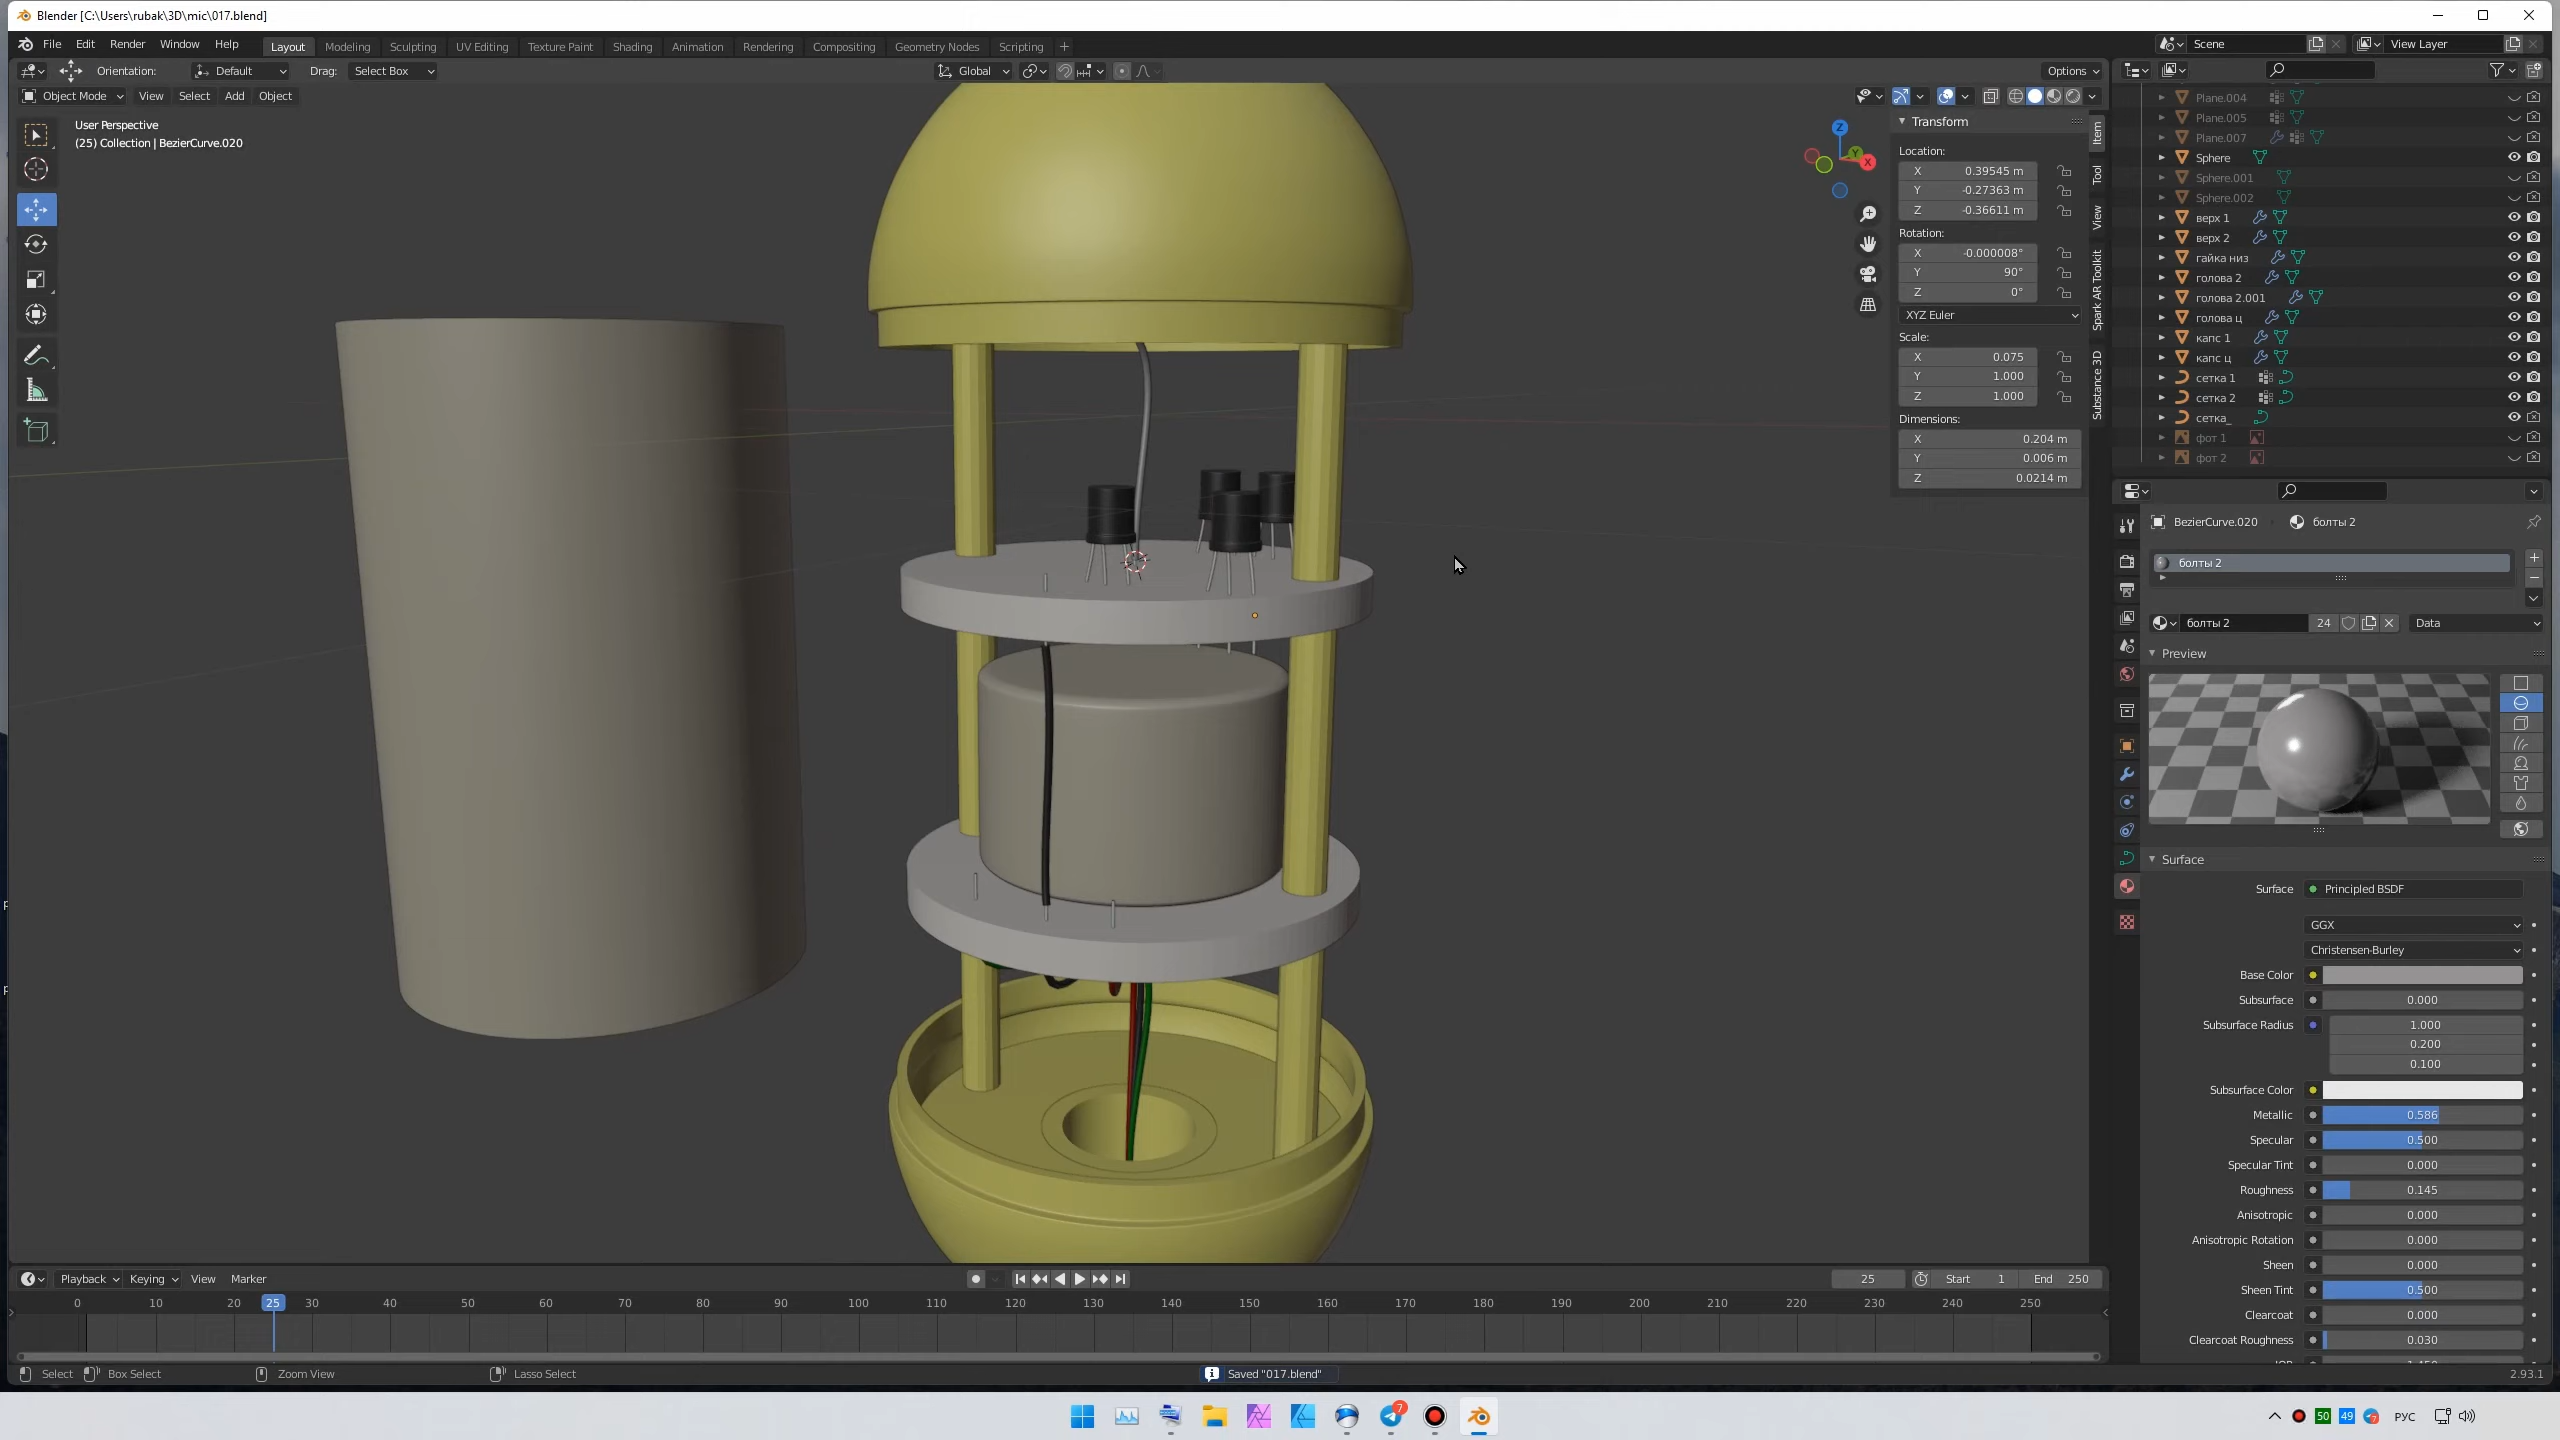 Blender [C:\Users\rubak\3D\mic\017.blend]
File Edit Render Window Help Layout Modeling Sculpting UV Editing Texture Paint Shading Animation Rendering Compositing Geometry Nodes Scripting + Scene View Layer
Orientation: Default Drag: Select Box Global Options
Object Mode View Select Add Object
User Perspective
(25) Collection | BezierCurve.020
Z
Y
X
Transform
Location:
X 0.39545 m
Y -0.27363 m
Z -0.36611 m
Rotation:
X -0.000008°
Y 90°
Z 0°
XYZ Euler
Scale:
X 0.075
Y 1.000
Z 1.000
Dimensions:
X 0.204 m
Y 0.006 m
Z 0.0214 m
Item
Tool
View
Spark AR Toolkit
Substance 3D
Plane.004
Plane.005
Plane.007
Sphere
Sphere.001
Sphere.002
верх 1
верх 2
гайка низ
голова 2
голова 2.001
голова ц
капс 1
капс ц
сетка 1
сетка 2
сетка_
фот 1
фот 2
BezierCurve.020 болты 2
болты 2
болты 2 24 Data
Preview
Surface
Surface Principled BSDF
GGX
Christensen-Burley
Base Color
Subsurface 0.000
Subsurface Radius 1.000
0.200
0.100
Subsurface Color
Metallic 0.586
Specular 0.500
Specular Tint 0.000
Roughness 0.145
Anisotropic 0.000
Anisotropic Rotation 0.000
Sheen 0.000
Sheen Tint 0.500
Clearcoat 0.000
Clearcoat Roughness 0.030
Playback Keying View Marker 25 Start 1 End 250
0 10 20 25 30 40 50 60 70 80 90 100 110 120 130 140 150 160 170 180 190 200 210 220 230 240 250
Select Box Select Zoom View Lasso Select Saved "017.blend" 2.93.1
7 50 49 РУС